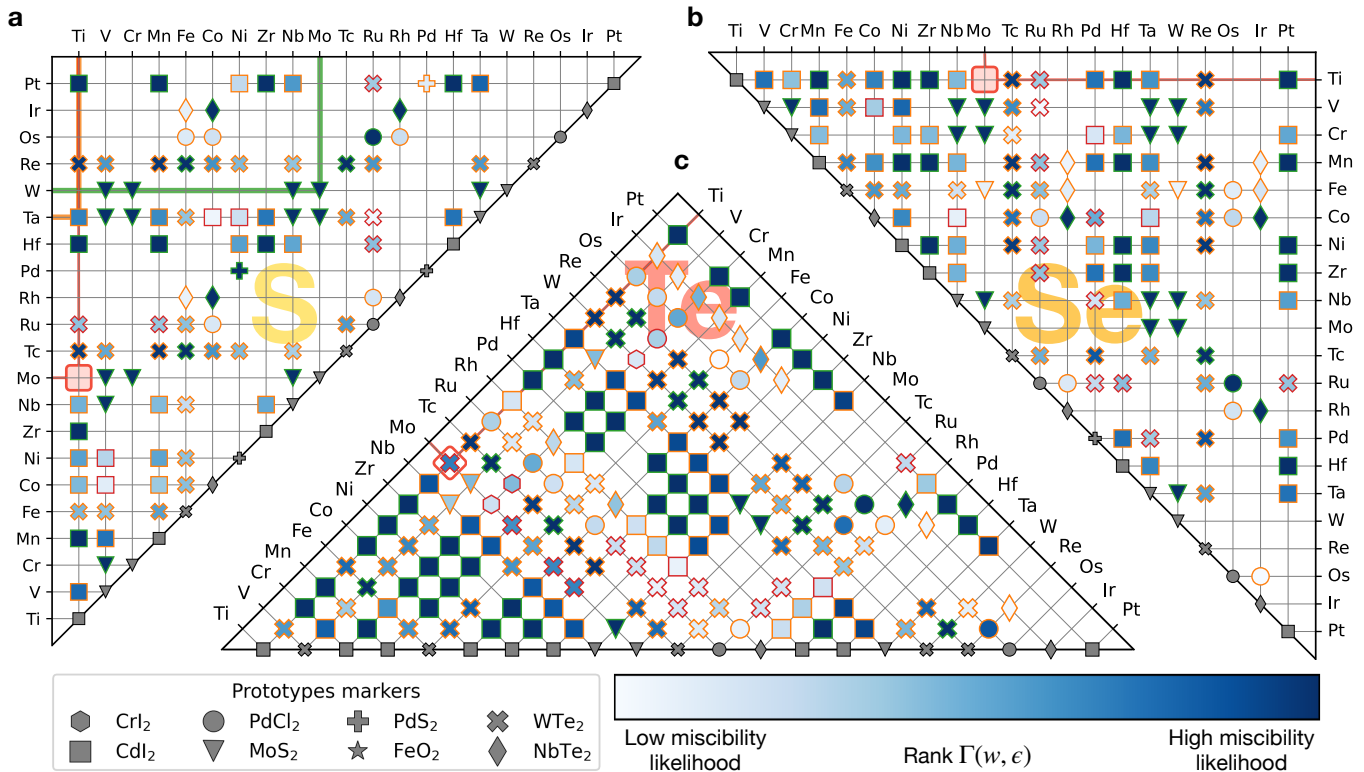 a
Ti V Cr Mn Fe Co Ni Zr Nb Mo Tc Ru Rh Pd Hf Ta W Re Os Ir Pt
Pt
Ir
Os
Re
W
Ta
Hf
Pd
Rh
Ru
Tc
Mo
Nb
Zr
Ni
Co
Fe
Mn
Cr
V
Ti
S
b
Ti V Cr Mn Fe Co Ni Zr Nb Mo Tc Ru Rh Pd Hf Ta W Re Os Ir Pt
Ti
V
Cr
Mn
Fe
Co
Ni
Zr
Nb
Mo
Tc
Ru
Rh
Pd
Hf
Ta
W
Re
Os
Ir
Pt
Se
c
Pt
Ir
Os
Re
W
Ta
Hf
Pd
Rh
Ru
Tc
Mo
Nb
Zr
Ni
Co
Fe
Mn
Cr
V
Ti
Ti
V
Cr
Mn
Fe
Co
Ni
Zr
Nb
Mo
Tc
Ru
Rh
Pd
Hf
Ta
W
Re
Os
Ir
Pt
Te
Prototypes markers
CrI₂ PdCl₂ PdS₂ WTe₂
CdI₂ MoS₂ FeO₂ NbTe₂
Low miscibility
likelihood
Rank Γ(w, ϵ)
High miscibility
likelihood